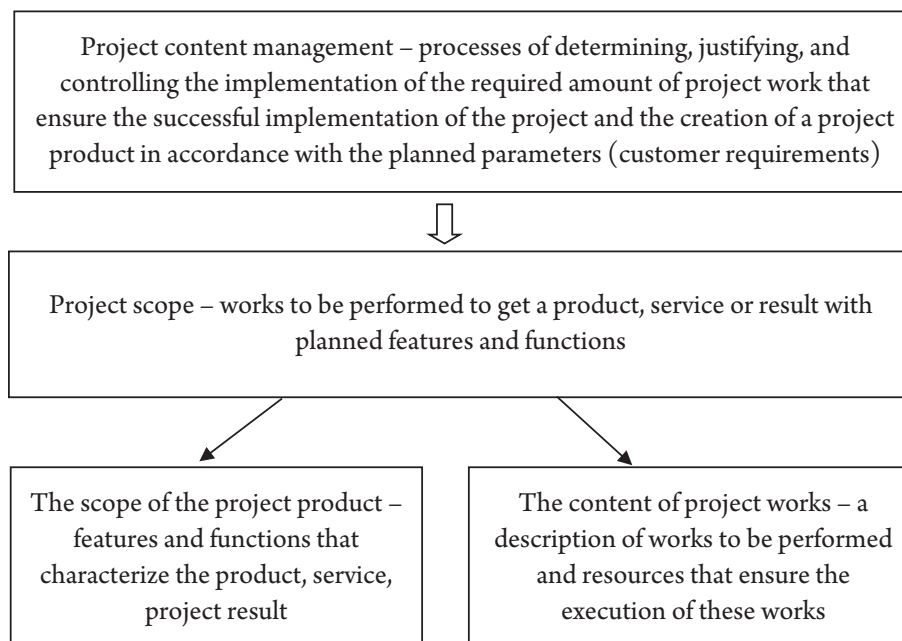 Project content management – processes of determining, justifying, and
controlling the implementation of the required amount of project work that
ensure the successful implementation of the project and the creation of a project
product in accordance with the planned parameters (customer requirements)
Project scope – works to be performed to get a product, service or result with
planned features and functions
The scope of the project product –
features and functions that
characterize the product, service,
project result
The content of project works – a
description of works to be performed
and resources that ensure the
execution of these works